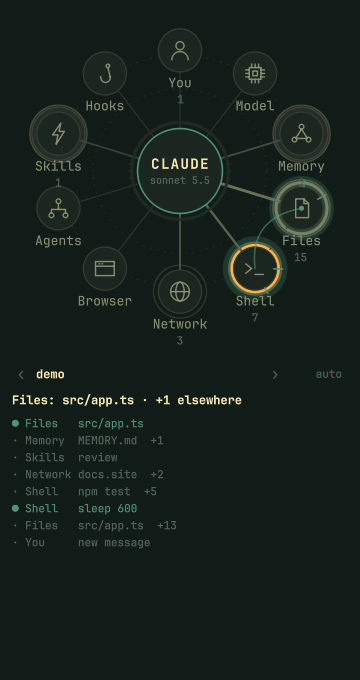 You
1
Hooks
Model
Skills
1
Memory
CLAUDE
sonnet 5.5
Agents
Files
15
Browser
Shell
7
Network
3
‹ demo › auto
Files: src/app.ts · +1 elsewhere
● Files src/app.ts
· Memory MEMORY.md +1
· Skills review
· Network docs.site +2
· Shell npm test +5
● Shell sleep 600
· Files src/app.ts +13
· You new message